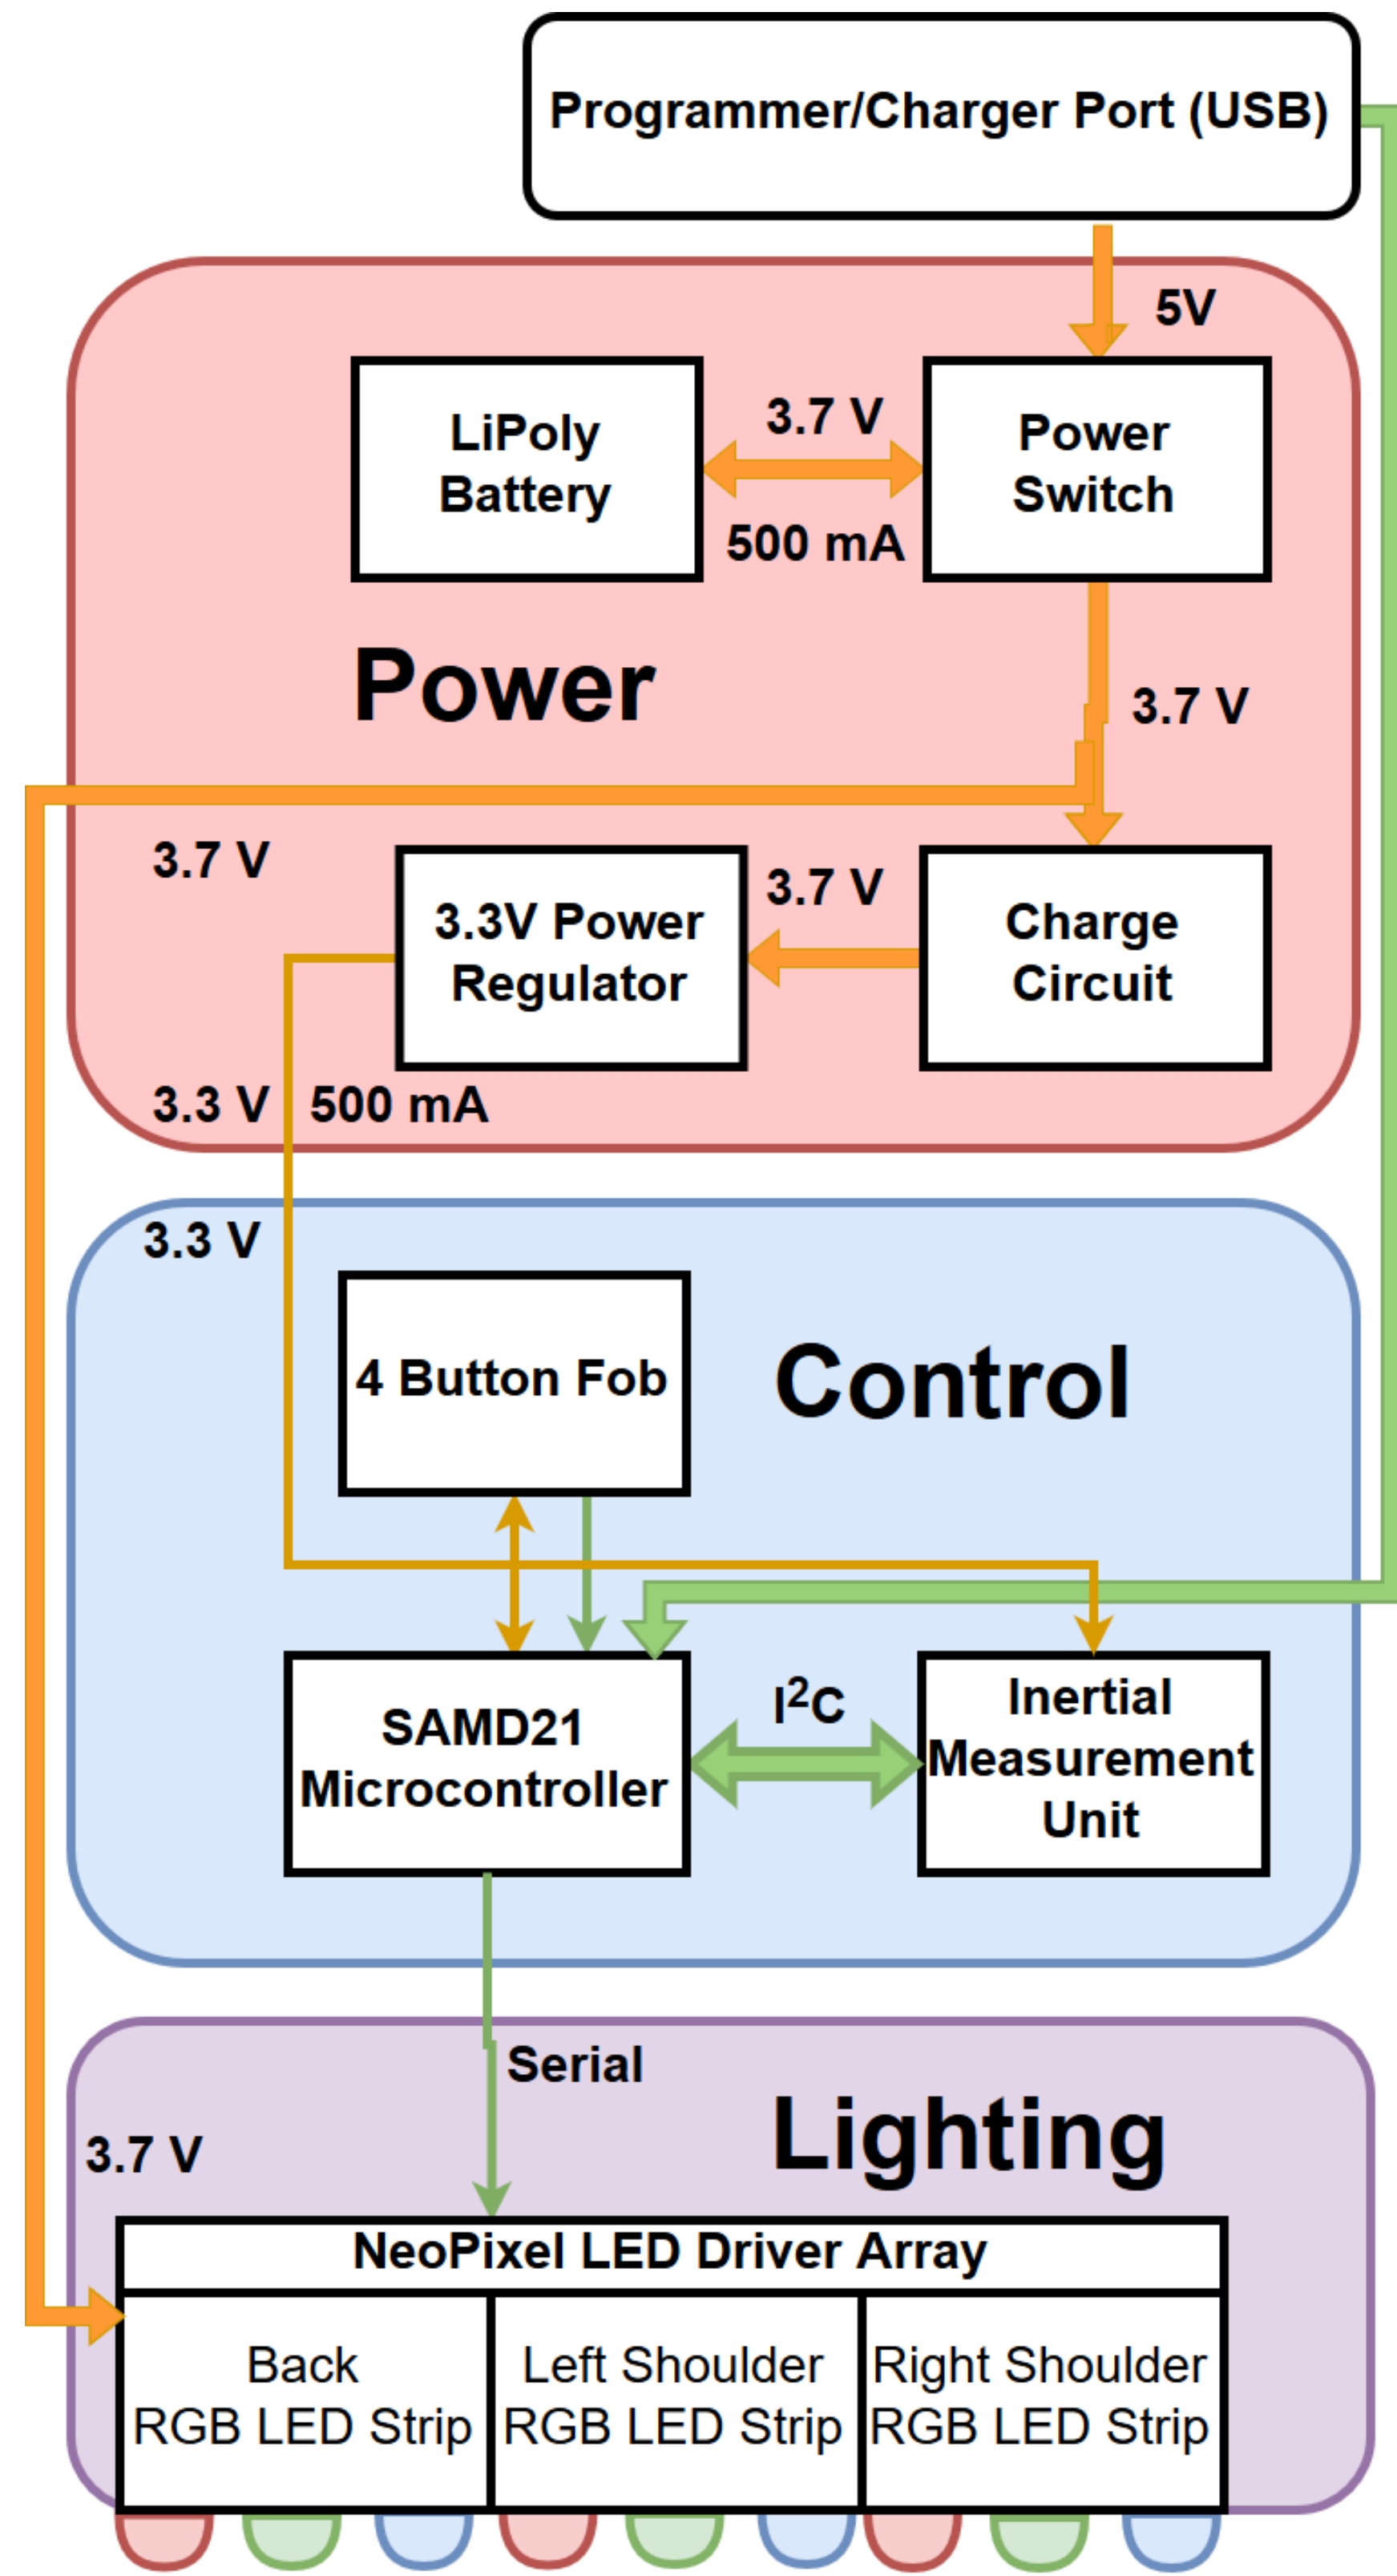 Programmer/Charger Port (USB)
5V
LiPoly
Battery
3.7 V
500 mA
Power
Switch
Power
3.7 V
3.7 V
3.3V Power
Regulator
3.7 V
Charge
Circuit
3.3 V
500 mA
3.3 V
4 Button Fob
Control
SAMD21
Microcontroller
I²C
Inertial
Measurement
Unit
Serial
Lighting
3.7 V
NeoPixel LED Driver Array
Back
RGB LED Strip
Left Shoulder
RGB LED Strip
Right Shoulder
RGB LED Strip